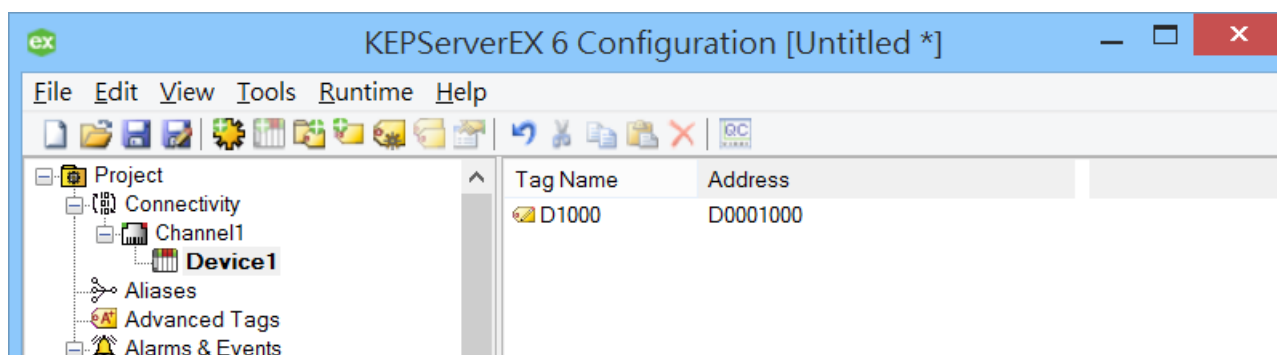 ex KEPServerEX 6 Configuration [Untitled *]
File Edit View Tools Runtime Help
QC
Project
Connectivity
Channel1
Device1
Aliases
A+ Advanced Tags
Alarms & Events
Tag Name Address
D1000 D0001000